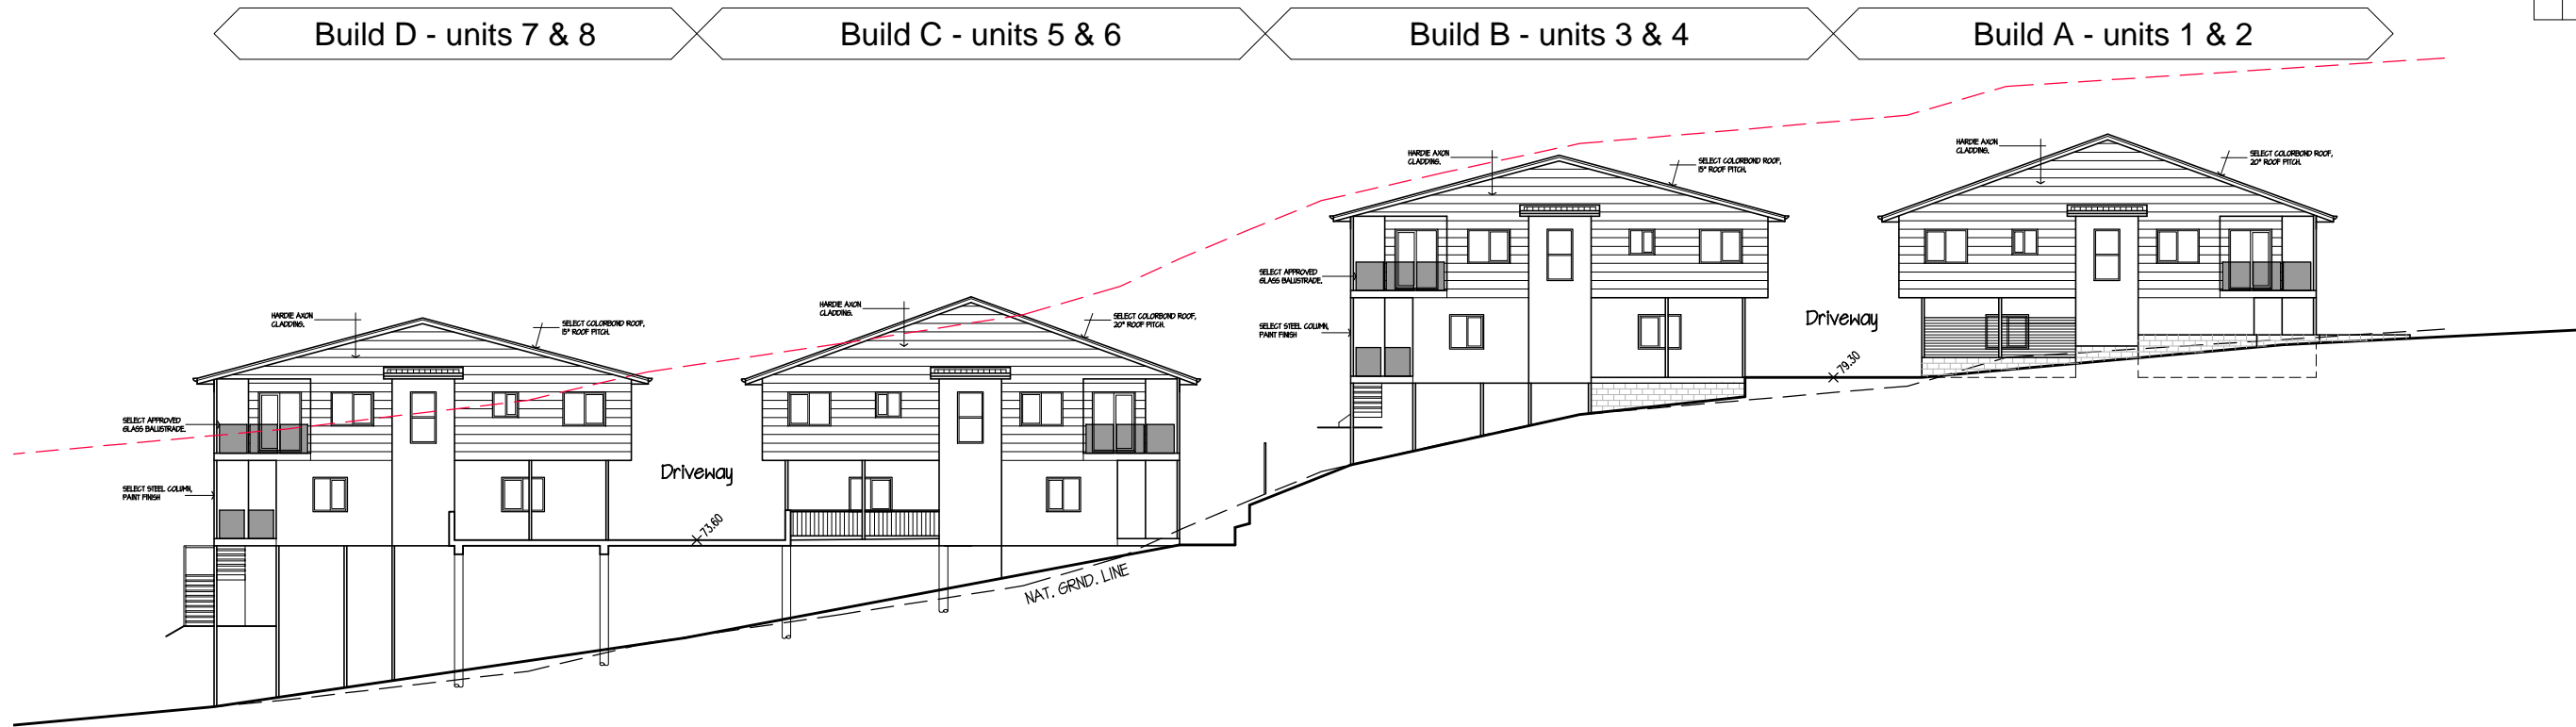 Build D - units 7 & 8
Build C - units 5 & 6
Build B - units 3 & 4
Build A - units 1 & 2
HARDIE AXON
CLADDING.
SELECT COLORBOND ROOF,
15° ROOF PITCH.
SELECT APPROVED
GLASS BALUSTRADE.
SELECT STEEL COLUMN,
PAINT FINISH
Driveway
73.60
HARDIE AXON
CLADDING.
SELECT COLORBOND ROOF,
20° ROOF PITCH.
NAT. GRND. LINE
HARDIE AXON
CLADDING.
SELECT COLORBOND ROOF,
15° ROOF PITCH.
SELECT APPROVED
GLASS BALUSTRADE.
SELECT STEEL COLUMN,
PAINT FINISH
Driveway
79.30
HARDIE AXON
CLADDING.
SELECT COLORBOND ROOF,
20° ROOF PITCH.